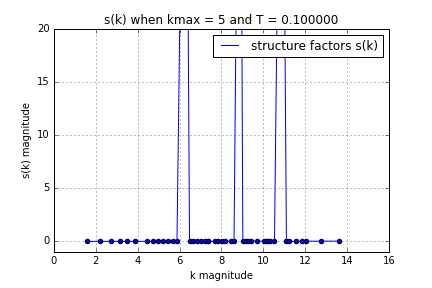 s(k) when kmax = 5 and T = 0.100000
structure factors s(k)
s(k) magnitude
20
15
10
5
0
0 2 4 6 8 10 12 14 16
k magnitude